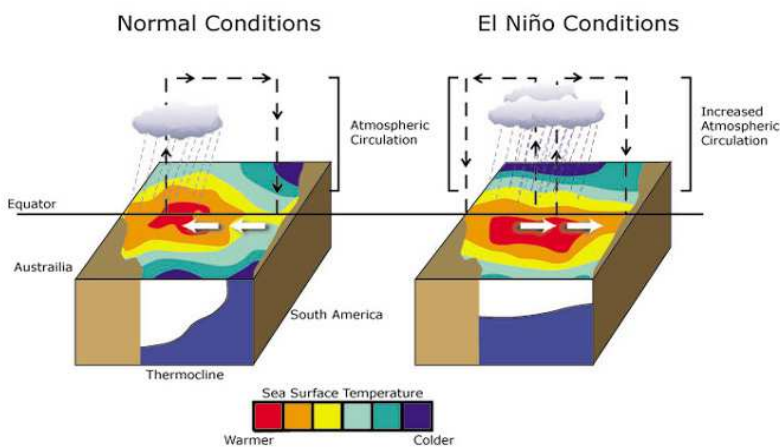 Normal Conditions
El Niño Conditions
Atmospheric
Circulation
Increased
Atmospheric
Circulation
Equator
Austrailia
South America
Thermocline
Sea Surface Temperature
Warmer
Colder